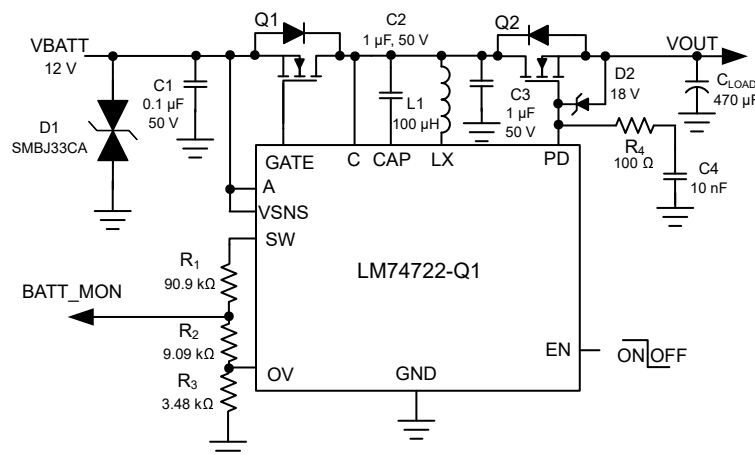 Q1
C2
1 µF, 50 V
Q2
VBATT
12 V
VOUT
C1
0.1 µF
50 V
L1
100 µH
C3
1 µF
50 V
D2
18 V
CLOAD
470 µF
D1
SMBJ33CA
R4
100 Ω
C4
10 nF
GATE
C
CAP
LX
PD
A
VSNS
SW
LM74722-Q1
R1
90.9 kΩ
BATT_MON
R2
9.09 kΩ
EN
ON
OFF
R3
3.48 kΩ
OV
GND